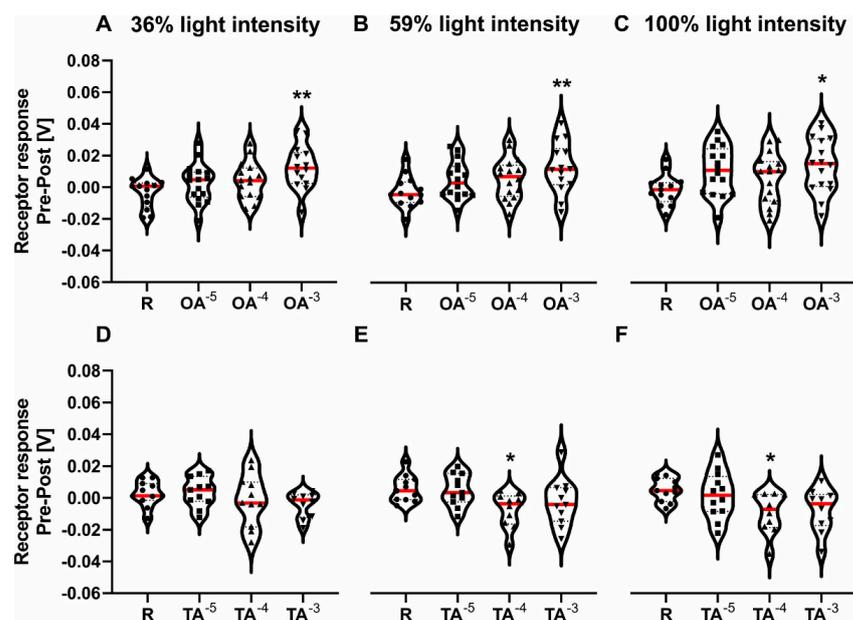 A 36% light intensity B 59% light intensity C 100% light intensity
Receptor response
Pre-Post [V]
0.08
0.06
** ** *
0.04
0.02
0.00
-0.02
-0.04
-0.06
R OA-5 OA-4 OA-3 R OA-5 OA-4 OA-3 R OA-5 OA-4 OA-3
D E F
Receptor response
Pre-Post [V]
0.08
0.06
0.04
* *
0.02
0.00
-0.02
-0.04
-0.06
R TA-5 TA-4 TA-3 R TA-5 TA-4 TA-3 R TA-5 TA-4 TA-3